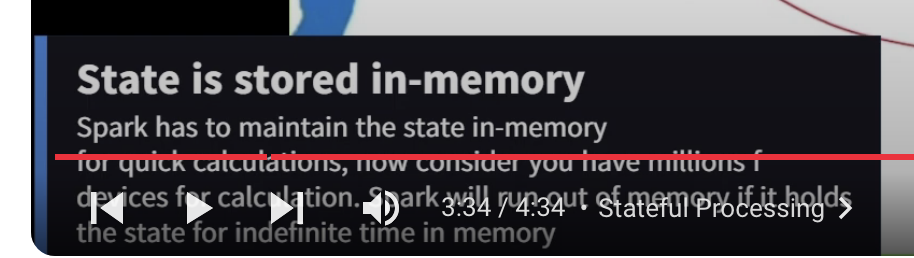 State is stored in-memory
Spark has to maintain the state in-memory
for quick calculations, now consider you have millions f
devices for calculation. Spark will run out of memory if it holds
3:34 / 4:34 • Stateful Processing
the state for indefinite time in memory